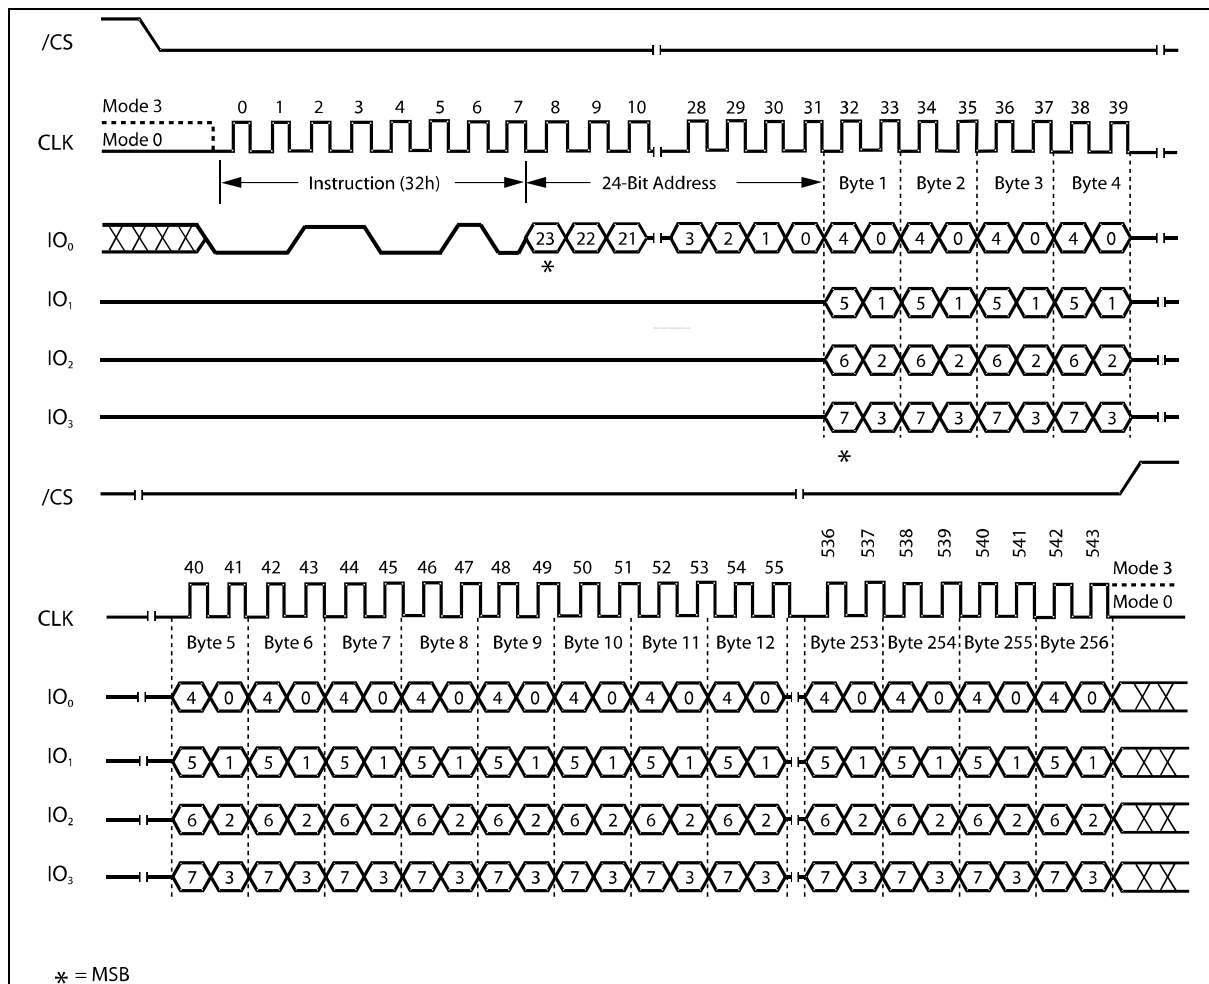 /CS
Mode 3
0 1 2 3 4 5 6 7 8 9 10 28 29 30 31 32 33 34 35 36 37 38 39
CLK
Mode 0
Instruction (32h) 24-Bit Address Byte 1 Byte 2 Byte 3 Byte 4
IO₀ 23 22 21 3 2 1 0 4 0 4 0 4 0 4 0
*
IO₁ 5 1 5 1 5 1 5 1
IO₂ 6 2 6 2 6 2 6 2
IO₃ 7 3 7 3 7 3 7 3
*
/CS
536 537 538 539 540 541 542 543
40 41 42 43 44 45 46 47 48 49 50 51 52 53 54 55 Mode 3
CLK Mode 0
Byte 5 Byte 6 Byte 7 Byte 8 Byte 9 Byte 10 Byte 11 Byte 12 Byte 253 Byte 254 Byte 255 Byte 256
IO₀ 4 0 4 0 4 0 4 0 4 0 4 0 4 0 4 0 4 0 4 0 4 0 4 0
IO₁ 5 1 5 1 5 1 5 1 5 1 5 1 5 1 5 1 5 1 5 1 5 1 5 1
IO₂ 6 2 6 2 6 2 6 2 6 2 6 2 6 2 6 2 6 2 6 2 6 2 6 2
IO₃ 7 3 7 3 7 3 7 3 7 3 7 3 7 3 7 3 7 3 7 3 7 3 7 3
* = MSB